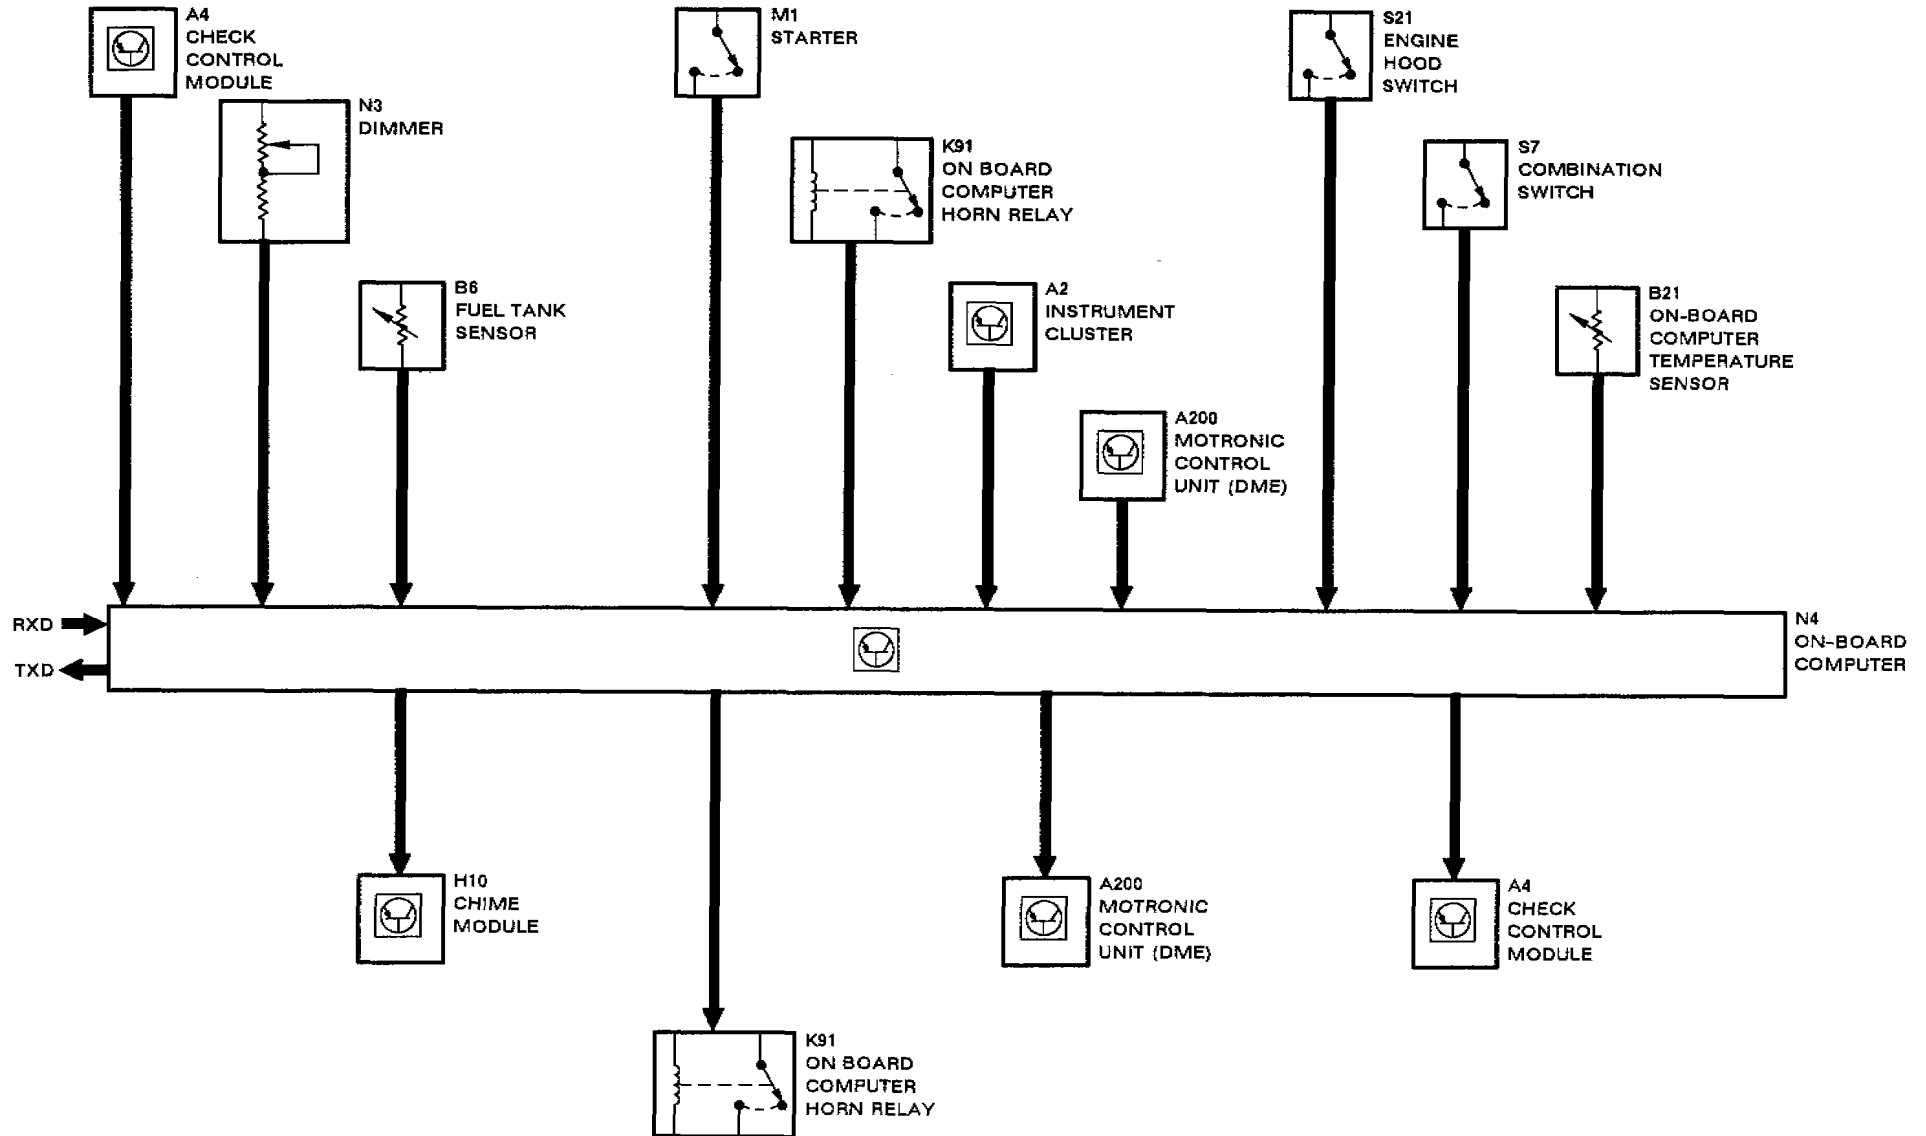 A4
CHECK
CONTROL
MODULE
N3
DIMMER
B6
FUEL TANK
SENSOR
M1
STARTER
K91
ON BOARD
COMPUTER
HORN RELAY
A2
INSTRUMENT
CLUSTER
A200
MOTRONIC
CONTROL
UNIT (DME)
S21
ENGINE
HOOD
SWITCH
S7
COMBINATION
SWITCH
B21
ON-BOARD
COMPUTER
TEMPERATURE
SENSOR
RXD
TXD
N4
ON-BOARD
COMPUTER
H10
CHIME
MODULE
K91
ON BOARD
COMPUTER
HORN RELAY
A200
MOTRONIC
CONTROL
UNIT (DME)
A4
CHECK
CONTROL
MODULE